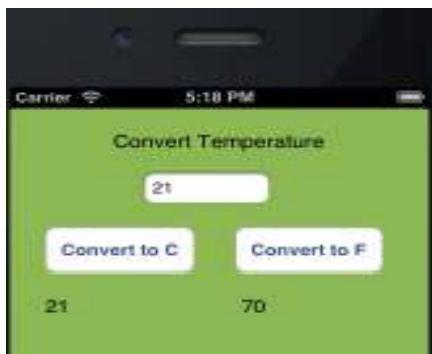 Carrier 5:18 PM
Convert Temperature
21
Convert to C Convert to F
21 70